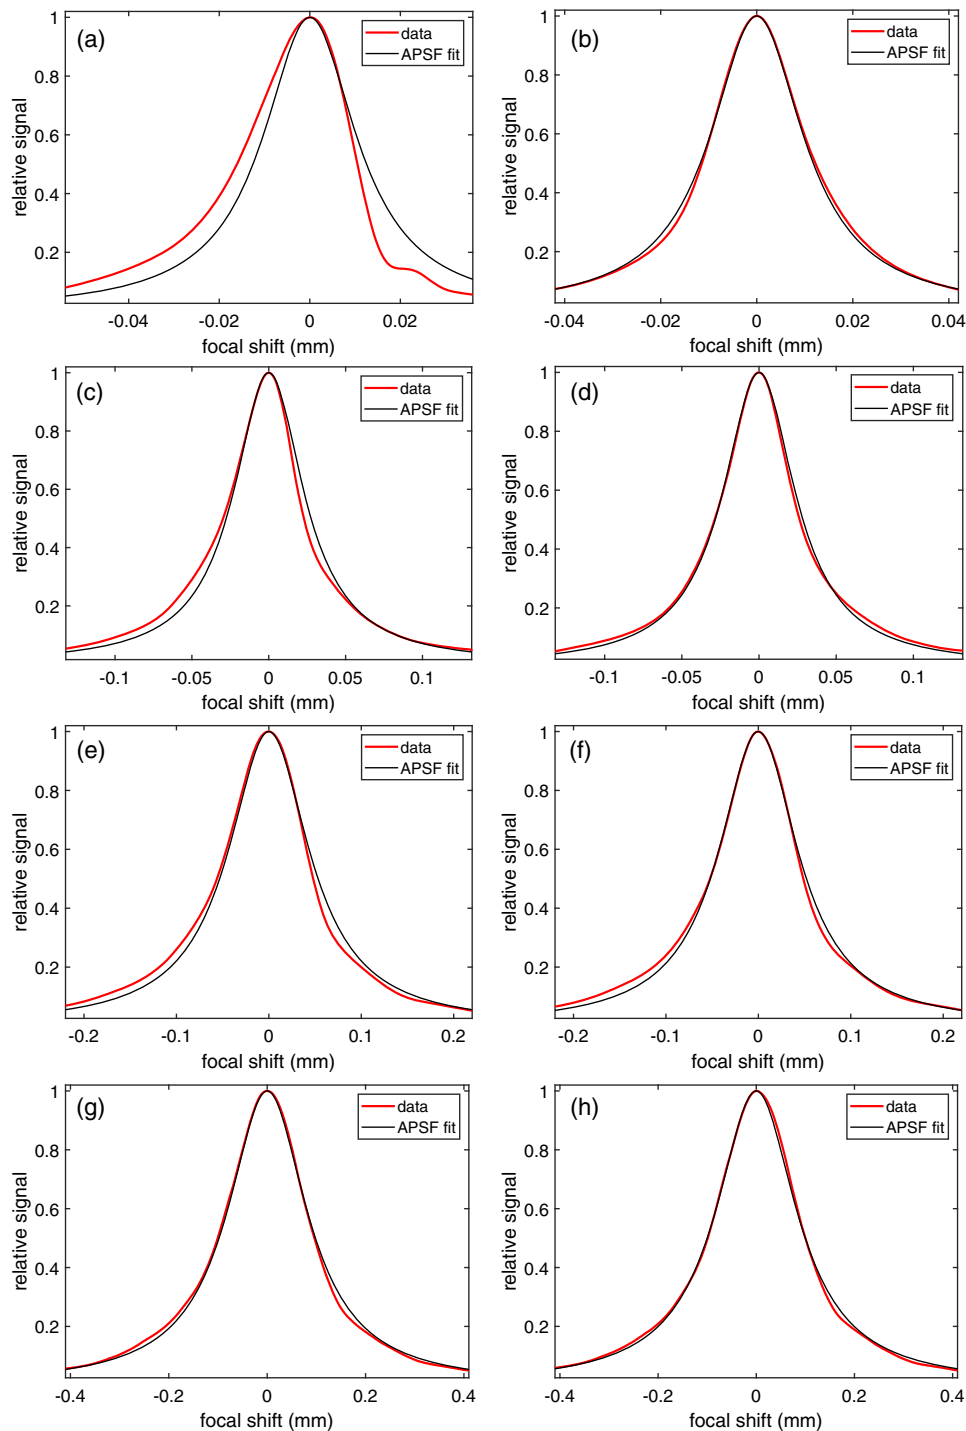 (a)
data
APSF fit
relative signal
1
0.8
0.6
0.4
0.2
-0.04
-0.02
0
0.02
focal shift (mm)
(b)
data
APSF fit
relative signal
1
0.8
0.6
0.4
0.2
-0.04
-0.02
0
0.02
0.04
focal shift (mm)
(c)
data
APSF fit
relative signal
1
0.8
0.6
0.4
0.2
-0.1
-0.05
0
0.05
0.1
focal shift (mm)
(d)
data
APSF fit
relative signal
1
0.8
0.6
0.4
0.2
-0.1
-0.05
0
0.05
0.1
focal shift (mm)
(e)
data
APSF fit
relative signal
1
0.8
0.6
0.4
0.2
-0.2
-0.1
0
0.1
0.2
focal shift (mm)
(f)
data
APSF fit
relative signal
1
0.8
0.6
0.4
0.2
-0.2
-0.1
0
0.1
0.2
focal shift (mm)
(g)
data
APSF fit
relative signal
1
0.8
0.6
0.4
0.2
-0.4
-0.2
0
0.2
0.4
focal shift (mm)
(h)
data
APSF fit
relative signal
1
0.8
0.6
0.4
0.2
-0.4
-0.2
0
0.2
0.4
focal shift (mm)